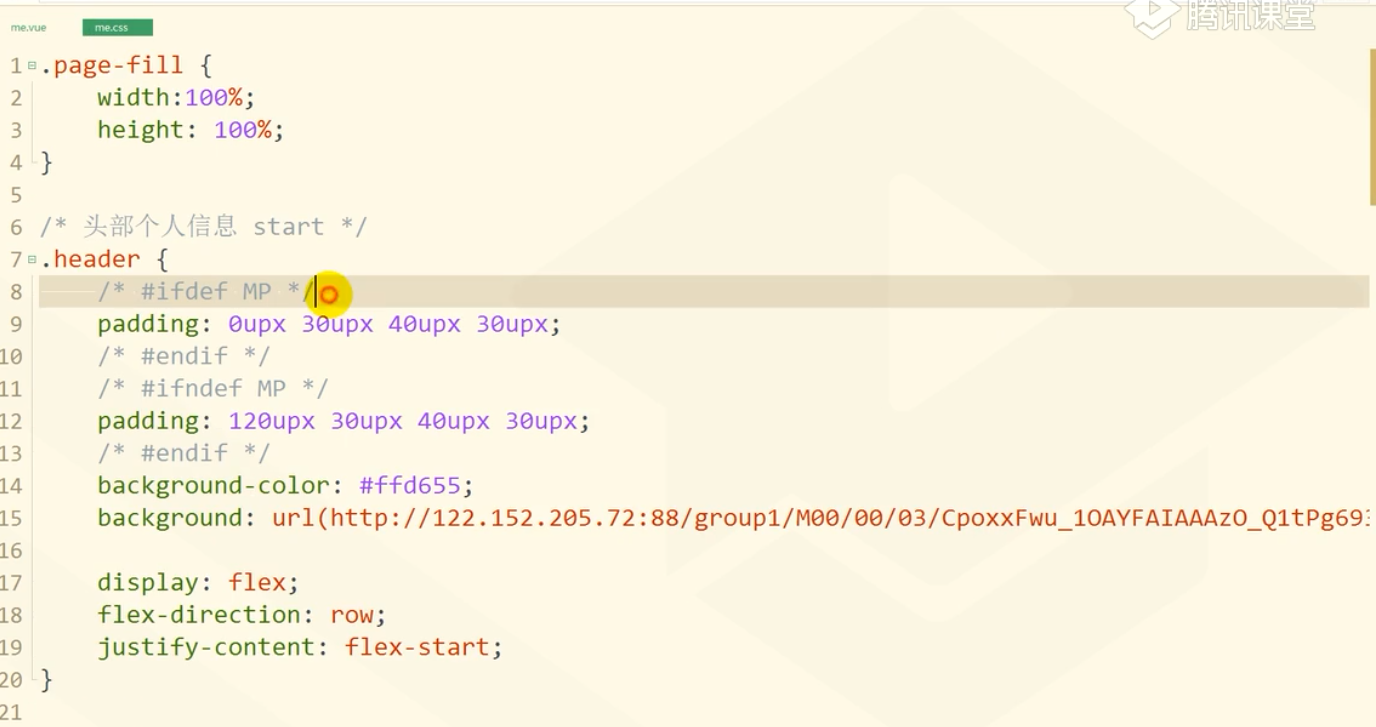 腾讯课堂
me.vue me.css
1 .page-fill {
2 width:100%;
3 height: 100%;
4 }
5
6 /* 头部个人信息 start */
7 .header {
8 /* #ifdef MP */
9 padding: 0upx 30upx 40upx 30upx;
10 /* #endif */
11 /* #ifndef MP */
12 padding: 120upx 30upx 40upx 30upx;
13 /* #endif */
14 background-color: #ffd655;
15 background: url(http://122.152.205.72:88/group1/M00/00/03/CpoxxFwu_1OAYFAIAAAzO_Q1tPg693
16
17 display: flex;
18 flex-direction: row;
19 justify-content: flex-start;
20 }
21